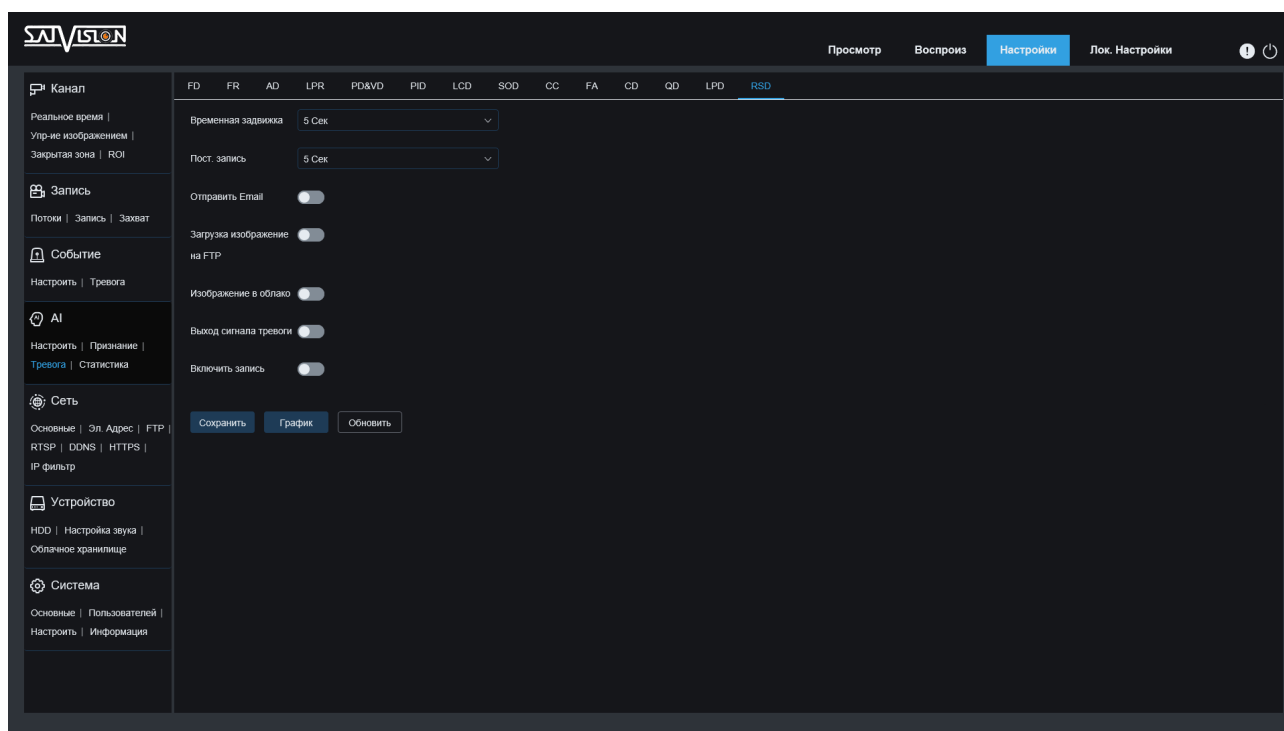 SATVISION
Просмотр Воспроиз Настройки Лок. Настройки
Канал
Реальное время |
Упр-ие изображением |
Закрытая зона | ROI
Запись
Потоки | Запись | Захват
Событие
Настроить | Тревога
AI
Настроить | Признание |
Тревога | Статистика
Сеть
Основные | Эл. Адрес | FTP |
RTSP | DDNS | HTTPS |
IP фильтр
Устройство
HDD | Настройка звука |
Облачное хранилище
Система
Основные | Пользователей |
Настроить | Информация
FD FR AD LPR PD&VD PID LCD SOD CC FA CD QD LPD RSD
Временная задвижка 5 Сек
Пост. запись 5 Сек
Отправить Email
Загрузка изображение
на FTP
Изображение в облако
Выход сигнала тревоги
Включить запись
Сохранить График Обновить